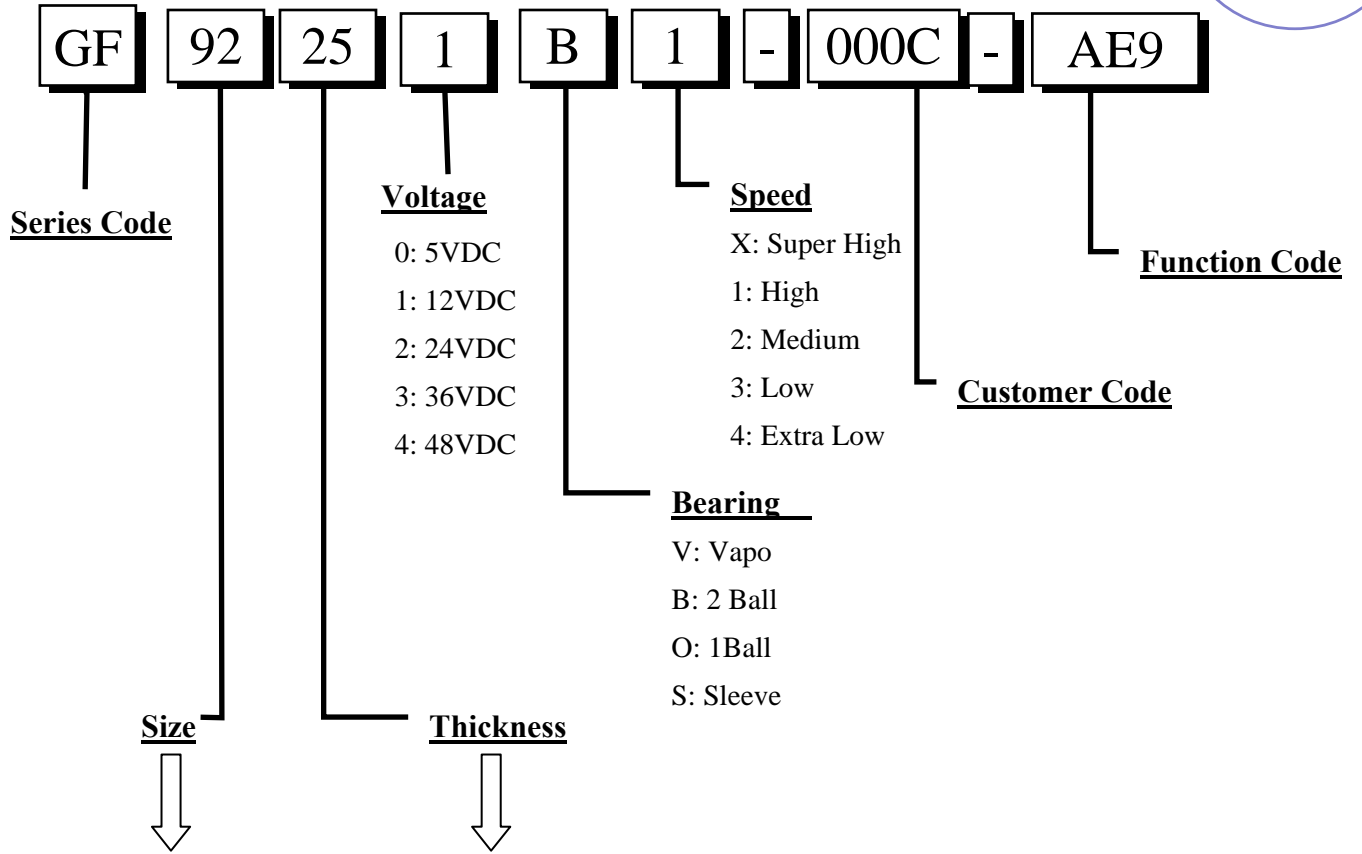 GF 92 25 1 B 1 - 000C - AE9
Series Code
Voltage
0: 5VDC
1: 12VDC
2: 24VDC
3: 36VDC
4: 48VDC
Speed
X: Super High
1: High
2: Medium
3: Low
4: Extra Low
Function Code
Customer Code
Bearing
V: Vapo
B: 2 Ball
O: 1Ball
S: Sleeve
Size
Thickness